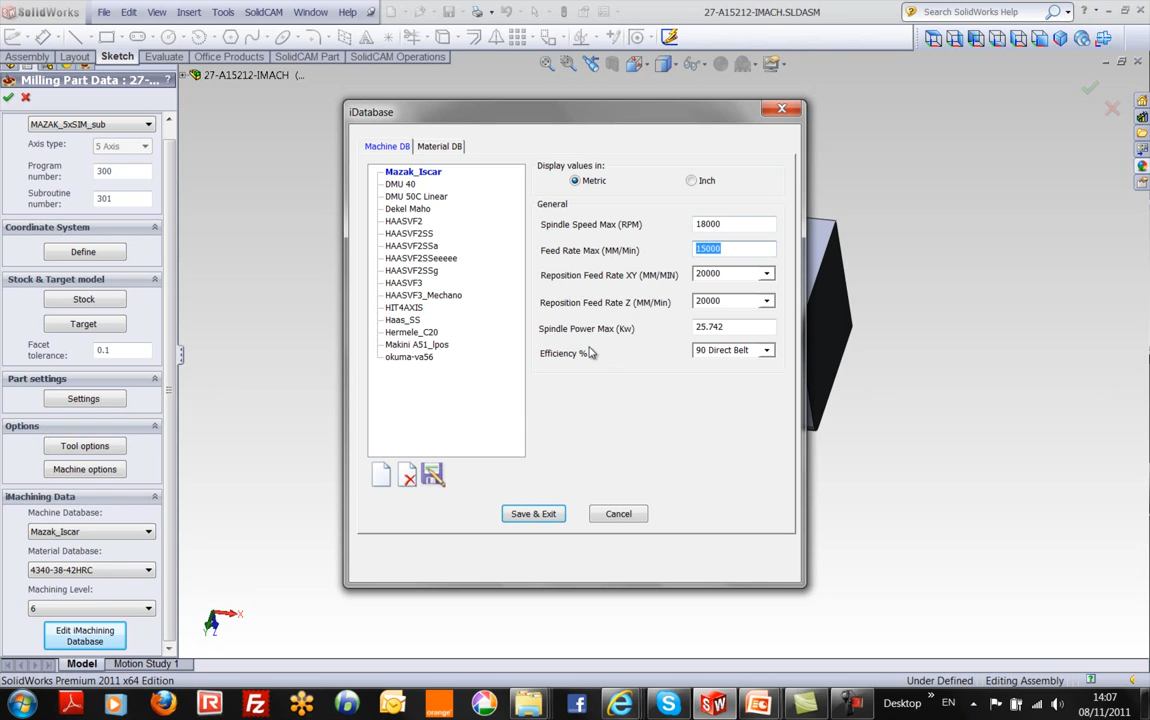 SolidWorks
File Edit View Insert Tools SolidCAM Window Help
27-A15212-IMACH.SLDASM
Search SolidWorks Help
Assembly Layout Sketch Evaluate Office Products SolidCAM Part SolidCAM Operations
Milling Part Data : 27-... ?
27-A15212-IMACH (...
MAZAK_5xSIM_sub
Axis type: 5 Axis
Program number: 300
Subroutine number: 301
Coordinate System
Define
Stock & Target model
Stock
Target
Facet tolerance: 0.1
Part settings
Settings
Options
Tool options
Machine options
iMachining Data
Machine Database:
Mazak_Iscar
Material Database:
4340-38-42HRC
Machining Level:
6
Edit iMachining
Database
iDatabase
Machine DB Material DB
Mazak_Iscar
DMU 40
DMU 50C Linear
Dekel Maho
HAASVF2
HAASVF2SS
HAASVF2SSa
HAASVF2SSeeeee
HAASVF2SSg
HAASVF3
HAASVF3_Mechano
HIT4AXIS
Haas_SS
Hermele_C20
Makini A51_lpos
okuma-va56
Display values in:
Metric Inch
General
Spindle Speed Max (RPM) 18000
Feed Rate Max (MM/Min) 15000
Reposition Feed Rate XY (MM/MIN) 20000
Reposition Feed Rate Z (MM/Min) 20000
Spindle Power Max (Kw) 25.742
Efficiency % 90 Direct Belt
Save & Exit Cancel
X
Y
Z
Model Motion Study 1
SolidWorks Premium 2011 x64 Edition
Under Defined Editing Assembly
Desktop » EN
14:07
08/11/2011